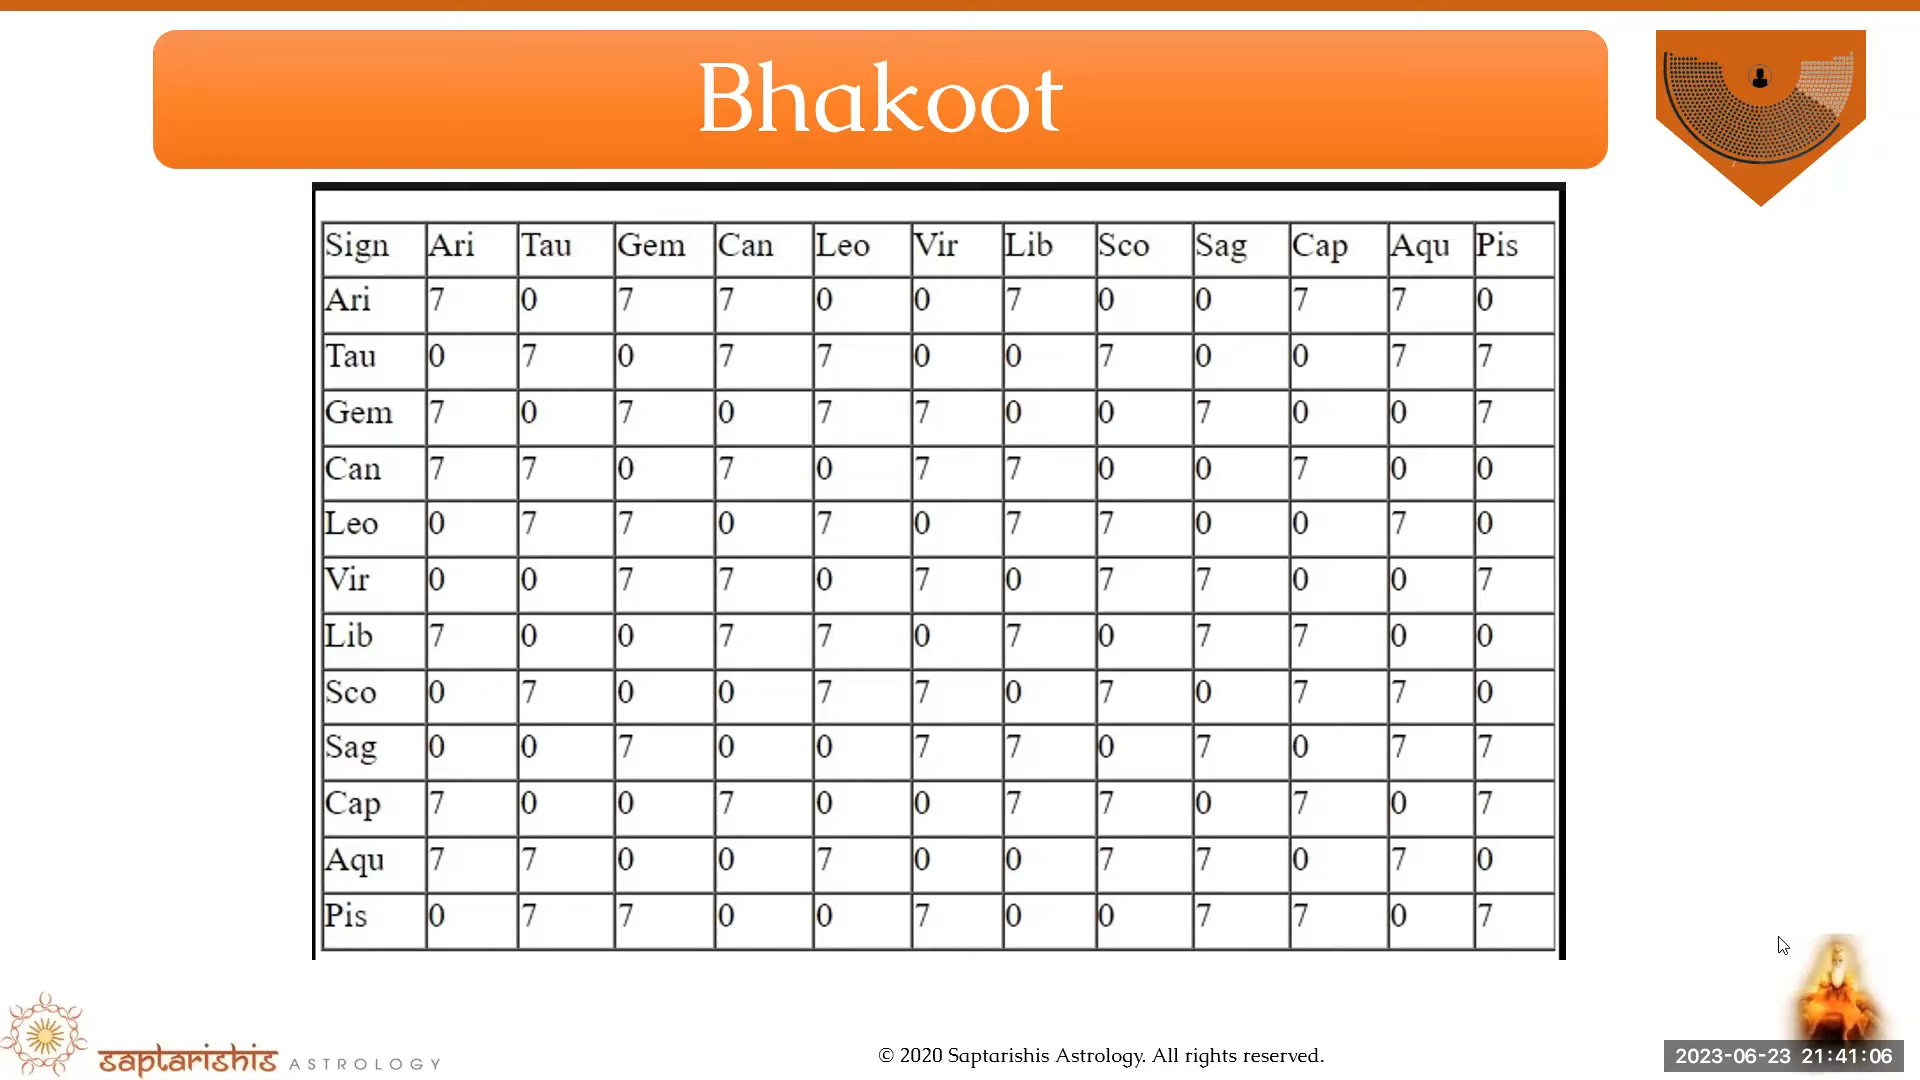 Bhakoot
Sign Ari Tau Gem Can Leo Vir Lib Sco Sag Cap Aqu Pis
Ari 7 0 7 7 0 0 7 0 0 7 7 0
Tau 0 7 0 7 7 0 0 7 0 0 7 7
Gem 7 0 7 0 7 7 0 0 7 0 0 7
Can 7 7 0 7 0 7 7 0 0 7 0 0
Leo 0 7 7 0 7 0 7 7 0 0 7 0
Vir 0 0 7 7 0 7 0 7 7 0 0 7
Lib 7 0 0 7 7 0 7 0 7 7 0 0
Sco 0 7 0 0 7 7 0 7 0 7 7 0
Sag 0 0 7 0 0 7 7 0 7 0 7 7
Cap 7 0 0 7 0 0 7 7 0 7 0 7
Aqu 7 7 0 0 7 0 0 7 7 0 7 0
Pis 0 7 7 0 0 7 0 0 7 7 0 7
saptarishis ASTROLOGY
© 2020 Saptarishis Astrology. All rights reserved.
2023-06-23 21:41:06